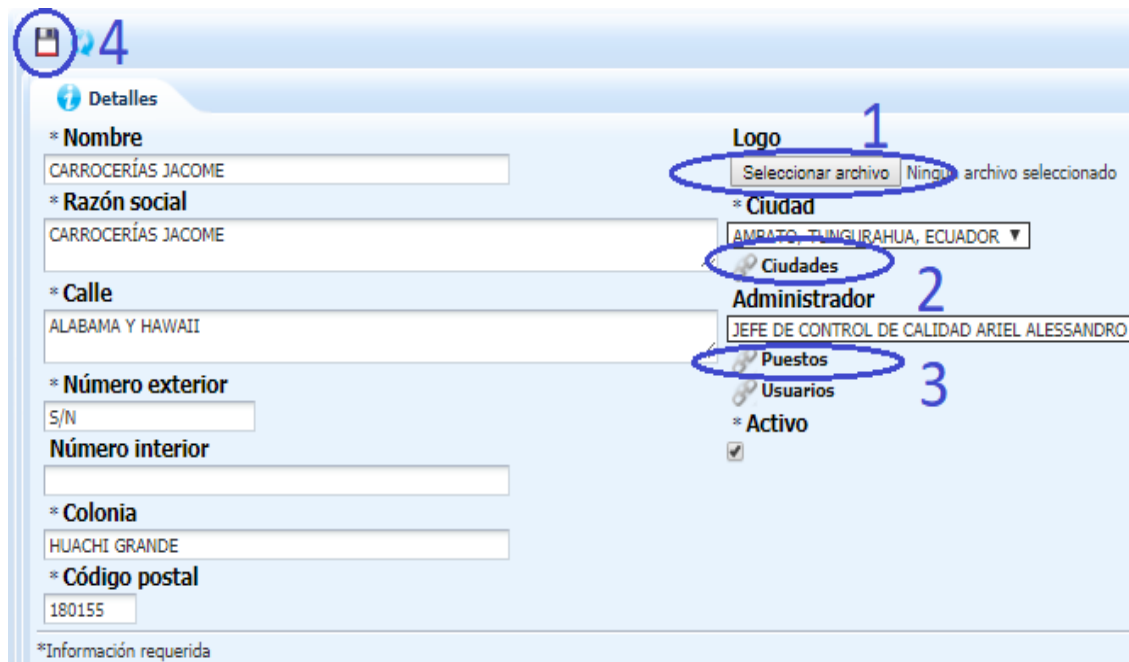 4
Detalles
* Nombre
CARROCERÍAS JACOME
* Razón social
CARROCERÍAS JACOME
* Calle
ALABAMA Y HAWAII
* Número exterior
S/N
Número interior
* Colonia
HUACHI GRANDE
* Código postal
180155
*Información requerida
1
Logo
Seleccionar archivo Ningún archivo seleccionado
* Ciudad
AMBATO, TUNGURAHUA, ECUADOR
Ciudades
2
Administrador
JEFE DE CONTROL DE CALIDAD ARIEL ALESSANDRO
Puestos
3
Usuarios
* Activo